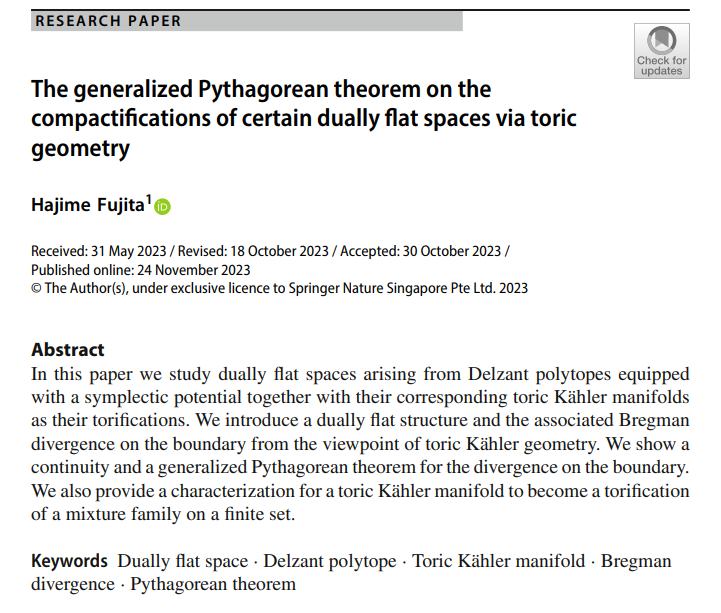 RESEARCH PAPER
Check for
updates
The generalized Pythagorean theorem on the
compactifications of certain dually flat spaces via toric
geometry
Hajime Fujita¹ iD
Received: 31 May 2023 / Revised: 18 October 2023 / Accepted: 30 October 2023 /
Published online: 24 November 2023
© The Author(s), under exclusive licence to Springer Nature Singapore Pte Ltd. 2023
Abstract
In this paper we study dually flat spaces arising from Delzant polytopes equipped
with a symplectic potential together with their corresponding toric Kähler manifolds
as their torifications. We introduce a dually flat structure and the associated Bregman
divergence on the boundary from the viewpoint of toric Kähler geometry. We show a
continuity and a generalized Pythagorean theorem for the divergence on the boundary.
We also provide a characterization for a toric Kähler manifold to become a torification
of a mixture family on a finite set.
Keywords Dually flat space · Delzant polytope · Toric Kähler manifold · Bregman
divergence · Pythagorean theorem